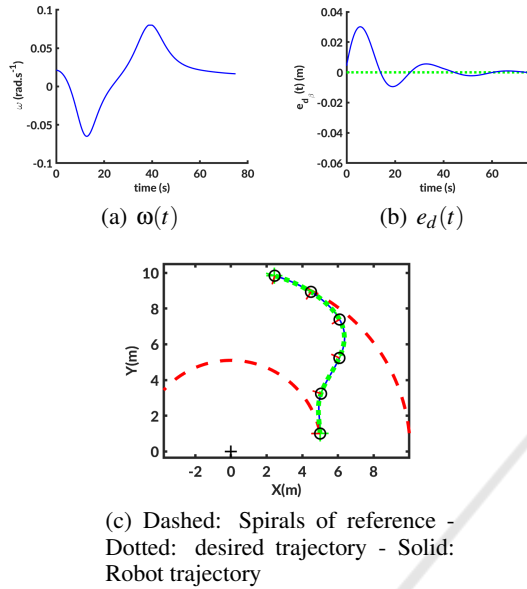 0.1
0.05
0
-0.05
-0.1
ω (rad.s-1)
0 20 40 60 80
time (s)
(a) ω(t)
0.04
0.02
0
-0.02
-0.04
-0.06
e_d_β (t) (m)
0 20 40 60
time (s)
(b) e_d(t)
10
8
6
4
2
0
Y(m)
-2 0 2 4 6 8
X(m)
(c) Dashed: Spirals of reference -
Dotted: desired trajectory - Solid:
Robot trajectory